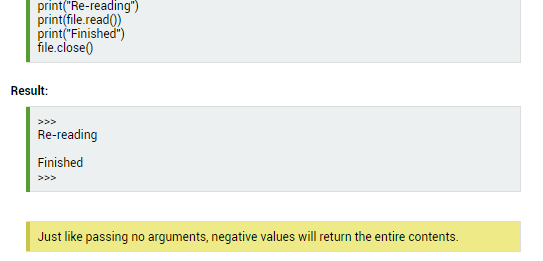 print("Re-reading")
print(file.read())
print("Finished")
file.close()
Result:
>>>
Re-reading
Finished
>>>
Just like passing no arguments, negative values will return the entire contents.